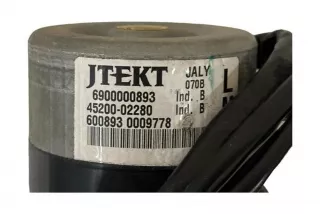 JTEKT JALY
070B
6900000893 Ind. B
45200-02280 Ind. B
600893 0009778
L